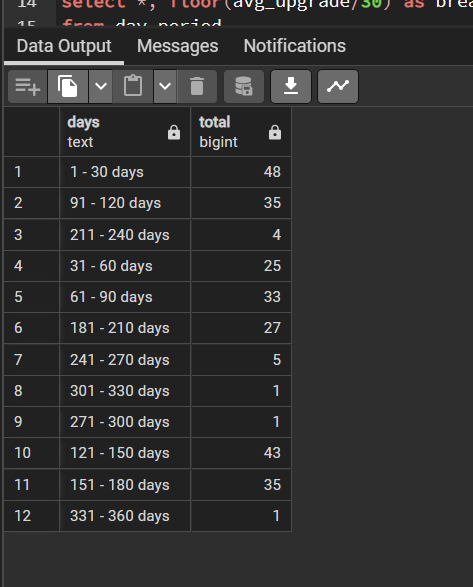 14 select *, floor(avg_upgrade/30) as brea
15 from day_period
Data Output Messages Notifications
days total
text bigint
1 1 - 30 days 48
2 91 - 120 days 35
3 211 - 240 days 4
4 31 - 60 days 25
5 61 - 90 days 33
6 181 - 210 days 27
7 241 - 270 days 5
8 301 - 330 days 1
9 271 - 300 days 1
10 121 - 150 days 43
11 151 - 180 days 35
12 331 - 360 days 1